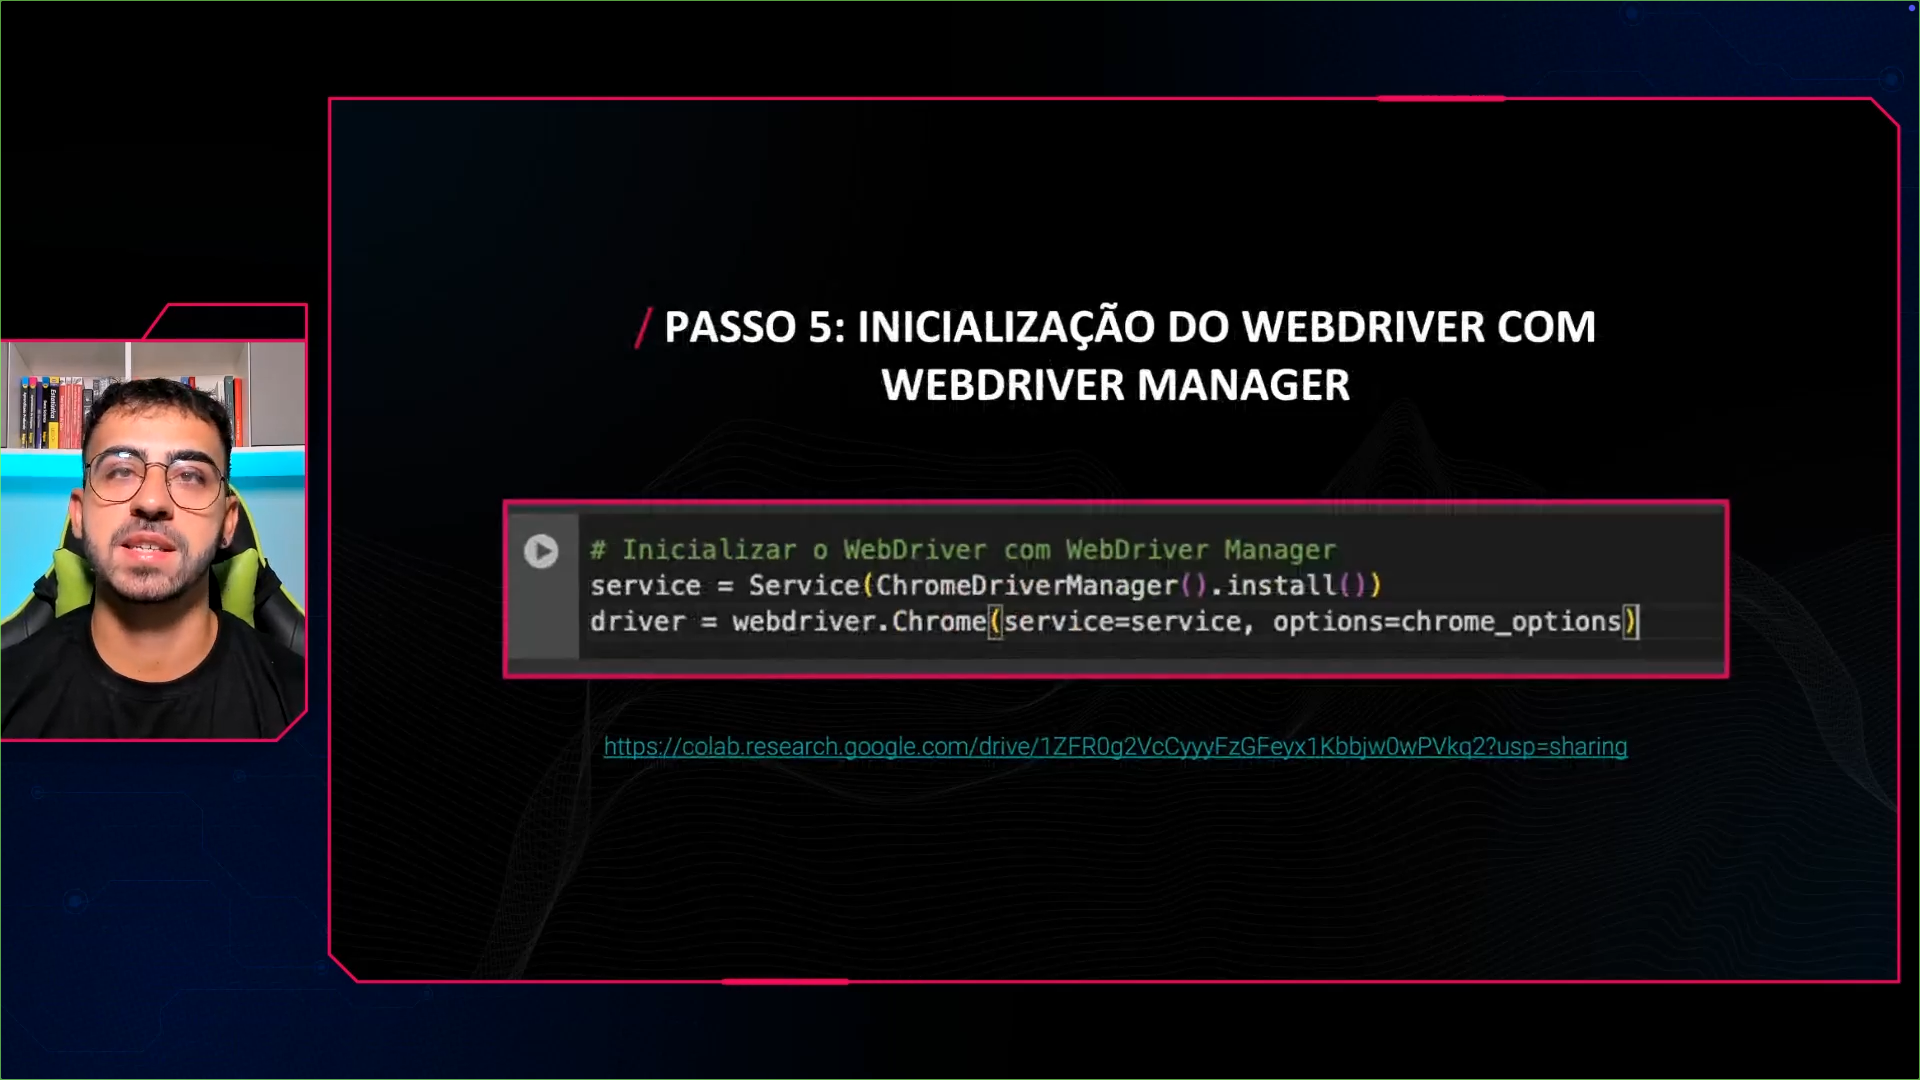 / PASSO 5: INICIALIZAÇÃO DO WEBDRIVER COM
WEBDRIVER MANAGER
# Inicializar o WebDriver com WebDriver Manager
service = Service(ChromeDriverManager().install())
driver = webdriver.Chrome(service=service, options=chrome_options)
https://colab.research.google.com/drive/1ZFR0g2VcCyyyFzGFeyx1Kbbjw0wPVkq2?usp=sharing